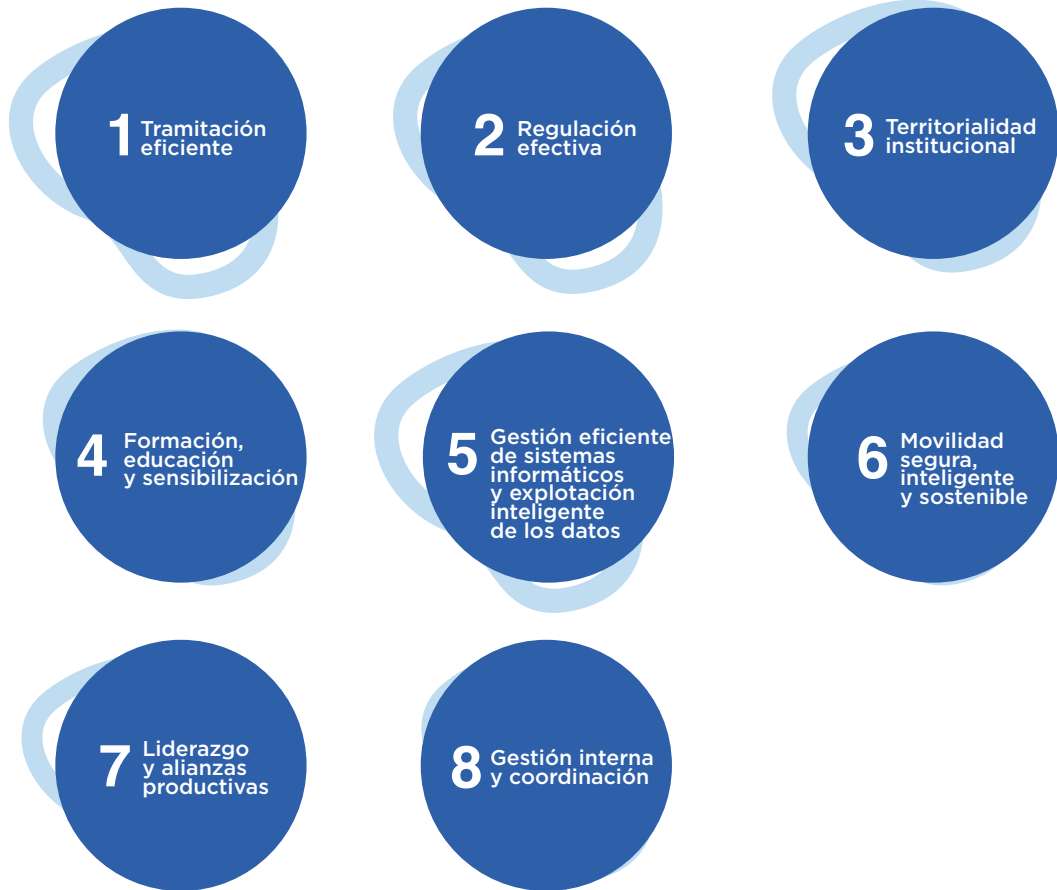 1 Tramitación
eficiente
2 Regulación
efectiva
3 Territorialidad
institucional
4 Formación,
educación
y sensibilización
5 Gestión eficiente
de sistemas
informáticos
y explotación
inteligente
de los datos
6 Movilidad
segura,
inteligente
y sostenible
7 Liderazgo
y alianzas
productivas
8 Gestión interna
y coordinación